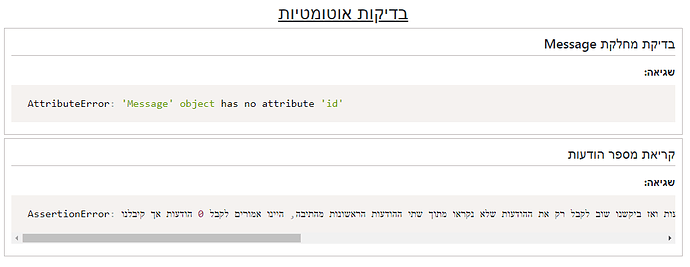 בדיקות אוטומטיות
בדיקת מחלקת Message
שגיאה:
AttributeError: 'Message' object has no attribute 'id'
קריאת מספר הודעות
שגיאה:
AssertionError: נות ואז ביקשנו שוב לקבל רק את ההודעות שלא נקראו מתוך שתי ההודעות הראשונות מהתיבה, היינו אמורים לקבל 0 הודעות אך קיבלנו